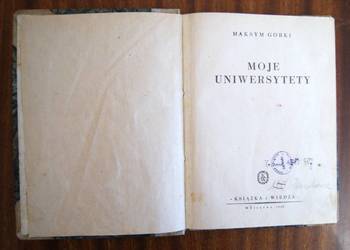 MAKSYM GORKI
MOJE
UNIWERSYTETY
„KSIĄŻKA i WIEDZA”